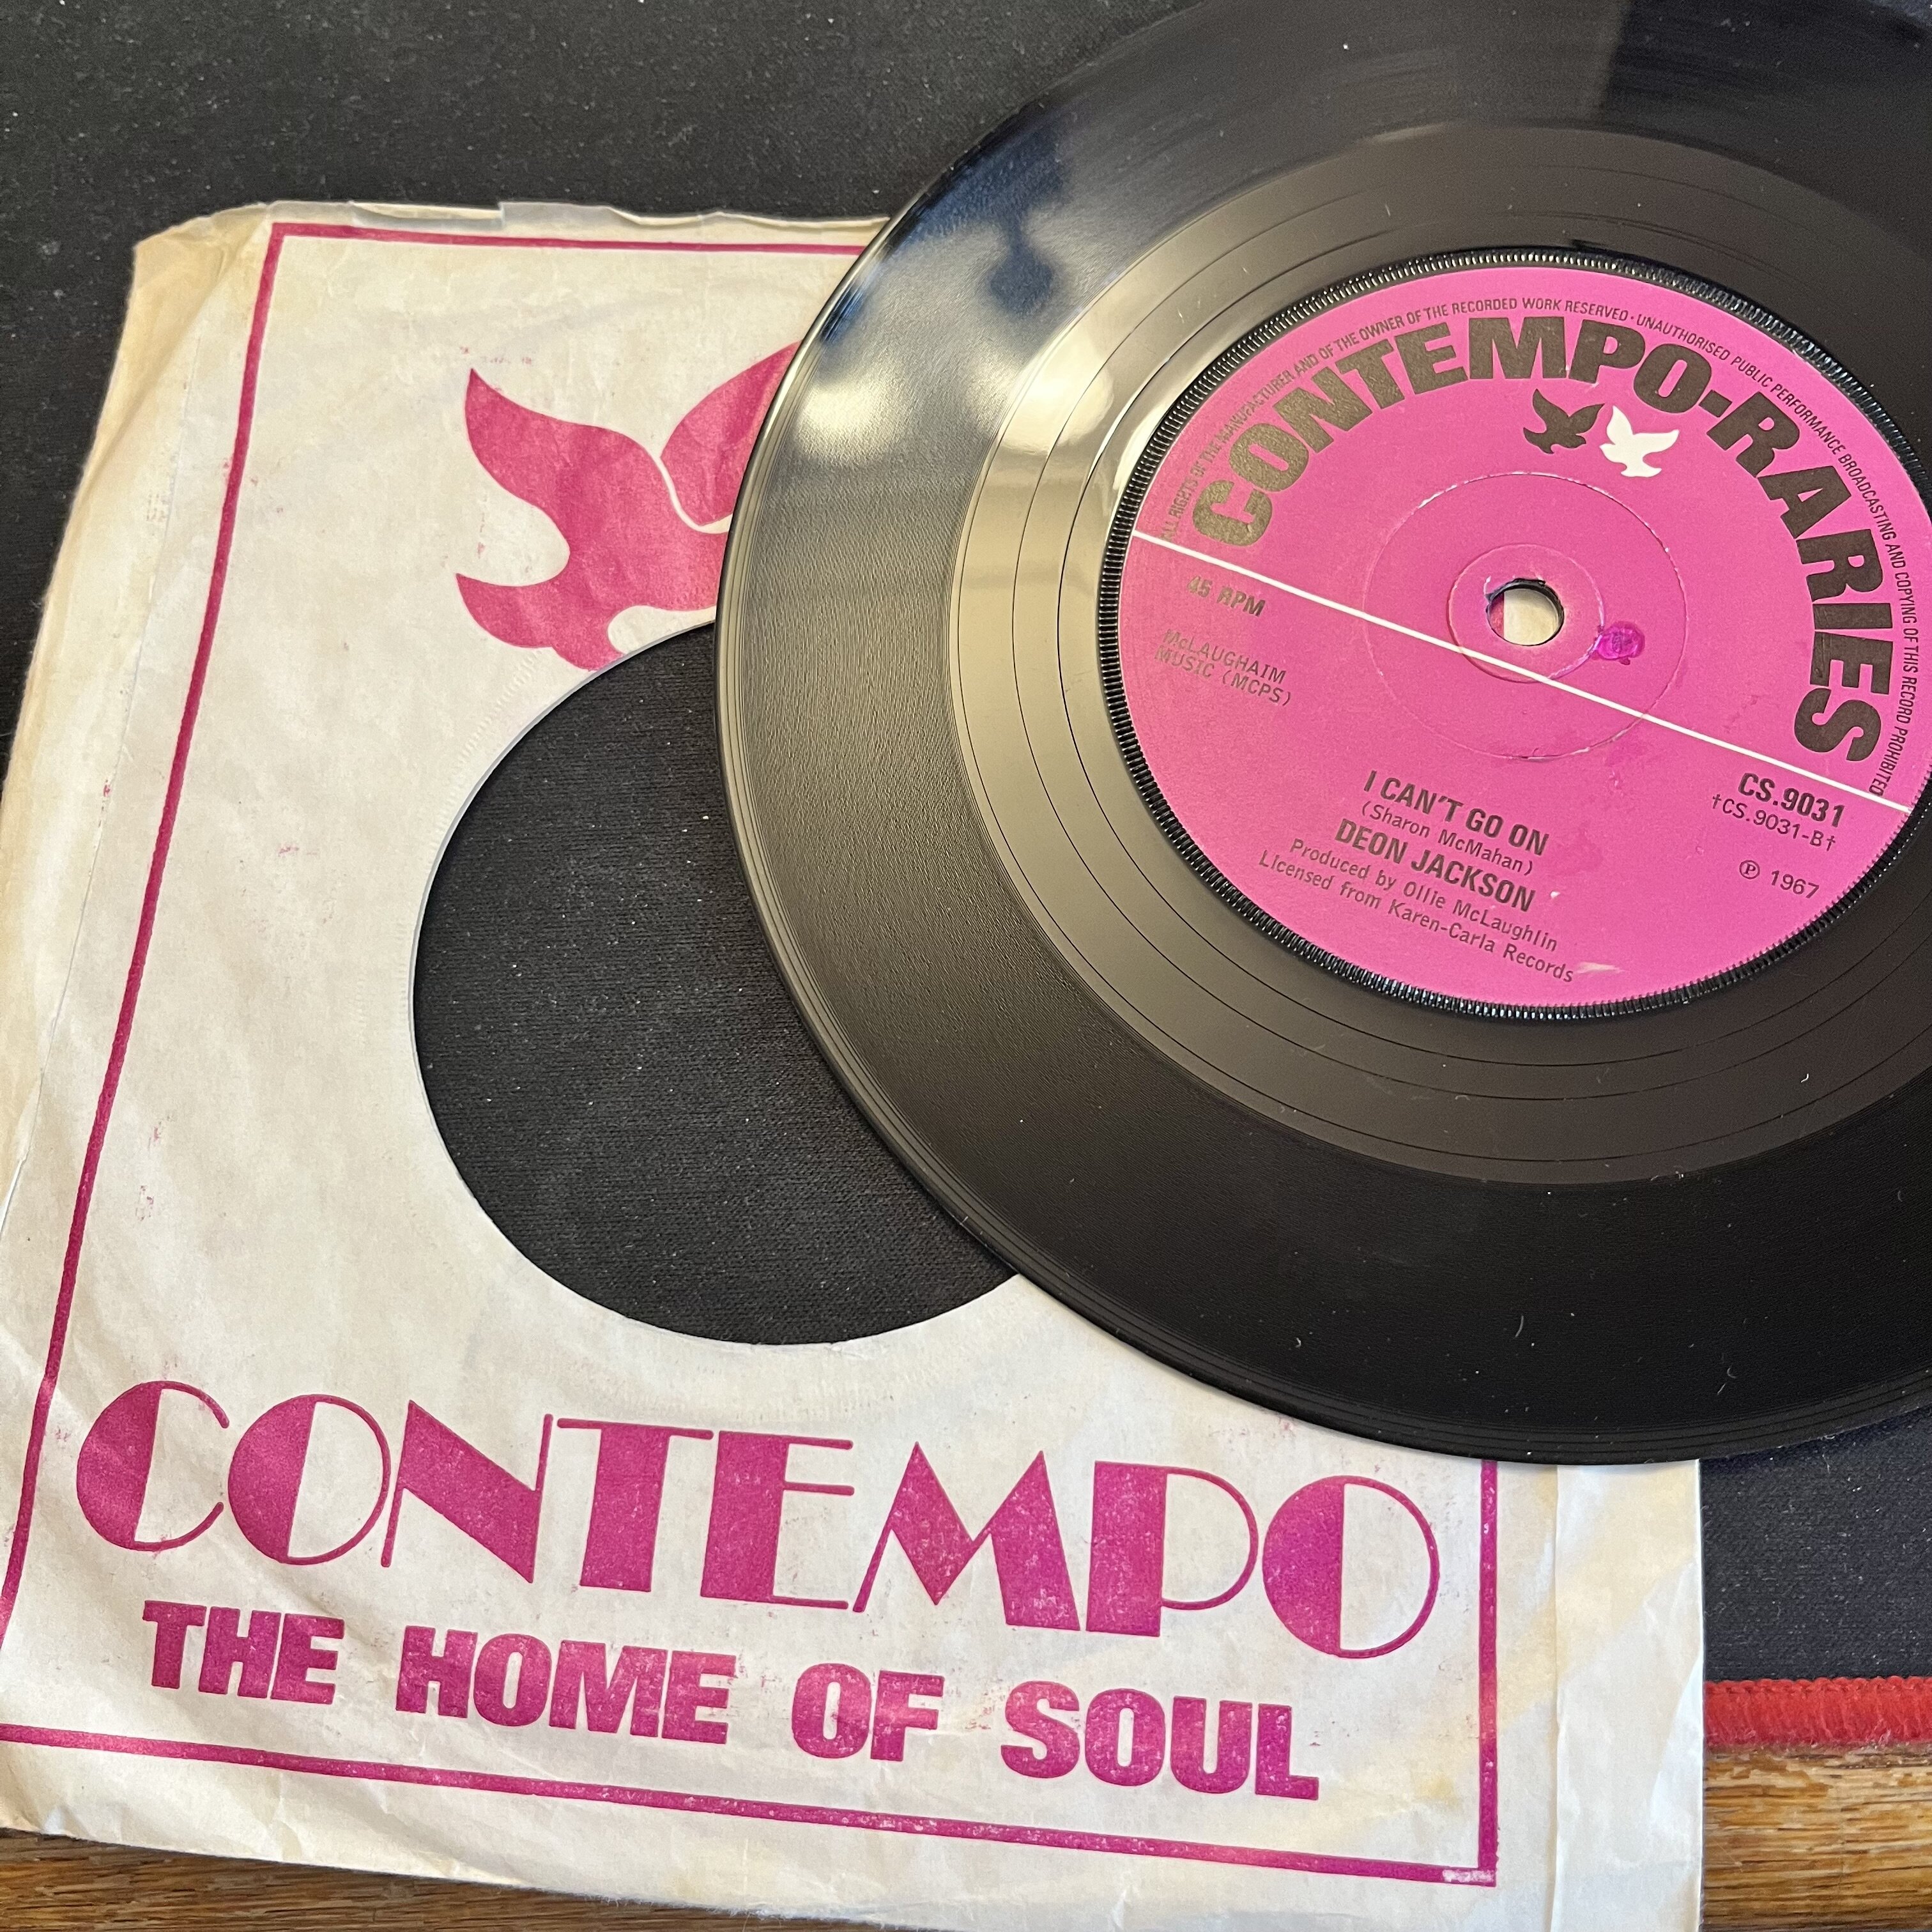 ALL RIGHTS OF THE MANUFACTURER AND OF THE OWNER OF THE RECORDED WORK RESERVED · UNAUTHORISED PUBLIC PERFORMANCE BROADCASTING AND COPYING OF THIS RECORD PROHIBITED
CONTEMPO-RARIES
45 RPM
McLAUGHAIM
MUSIC (MCPS)
CS.9031
†CS.9031-B†
℗ 1967
I CAN'T GO ON
(Sharon McMahan)
DEON JACKSON
Produced by Ollie McLaughlin
Licensed from Karen-Carla Records
CONTEMPO
THE HOME OF SOUL